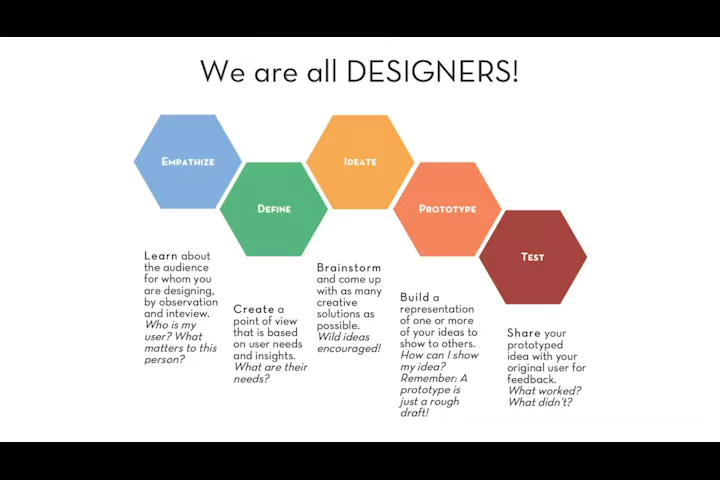 We are all DESIGNERS!
EMPATHIZE
IDEATE
DEFINE
PROTOTYPE
TEST
Learn about
the audience
for whom you
are designing,
by observation
and inteview.
Who is my
user? What
matters to this
person?
Create a
point of view
that is based
on user needs
and insights.
What are their
needs?
Brainstorm
and come up
with as many
creative
solutions as
possible.
Wild ideas
encouraged!
Build a
representation
of one or more
of your ideas to
show to others.
How can I show
my idea?
Remember: A
prototype is
just a rough
draft!
Share your
prototyped
idea with your
original user for
feedback.
What worked?
What didn't?